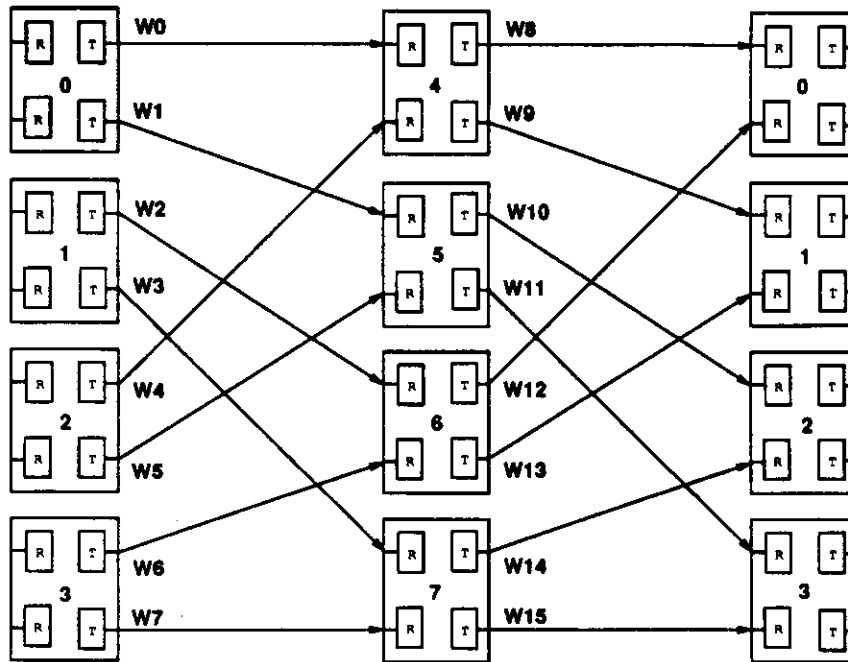 W0 W8
R T R T R T
0 4 0
R T W1 R T W9 R T
R T W2 R T W10 R T
1 5 1
R T W3 R T W11 R T
R T W4 R T W12 R T
2 6 2
R T W5 R T W13 R T
R T W6 R T W14 R T
3 7 3
R T W7 R T W15 R T